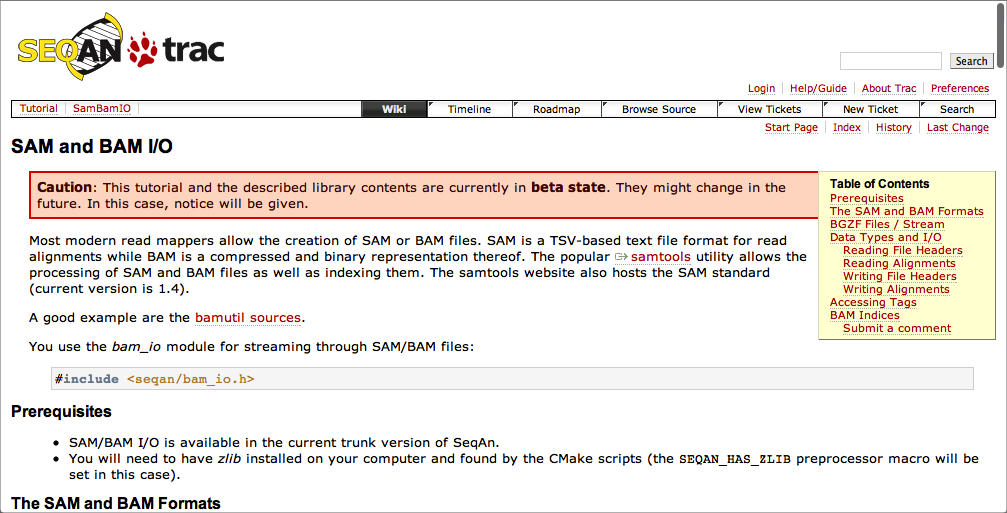 SEQAN trac
Search
Login Help/Guide About Trac Preferences
Tutorial SamBamIO Wiki Timeline Roadmap Browse Source View Tickets New Ticket Search
Start Page Index History Last Change
SAM and BAM I/O
Caution: This tutorial and the described library contents are currently in beta state. They might change in the
future. In this case, notice will be given.
Table of Contents
Prerequisites
The SAM and BAM Formats
BGZF Files / Stream
Data Types and I/O
Reading File Headers
Reading Alignments
Writing File Headers
Writing Alignments
Accessing Tags
BAM Indices
Submit a comment
Most modern read mappers allow the creation of SAM or BAM files. SAM is a TSV-based text file format for read
alignments while BAM is a compressed and binary representation thereof. The popular samtools utility allows the
processing of SAM and BAM files as well as indexing them. The samtools website also hosts the SAM standard
(current version is 1.4).
A good example are the bamutil sources.
You use the bam_io module for streaming through SAM/BAM files:
#include <seqan/bam_io.h>
Prerequisites
• SAM/BAM I/O is available in the current trunk version of SeqAn.
• You will need to have zlib installed on your computer and found by the CMake scripts (the SEQAN_HAS_ZLIB preprocessor macro will be
set in this case).
The SAM and BAM Formats